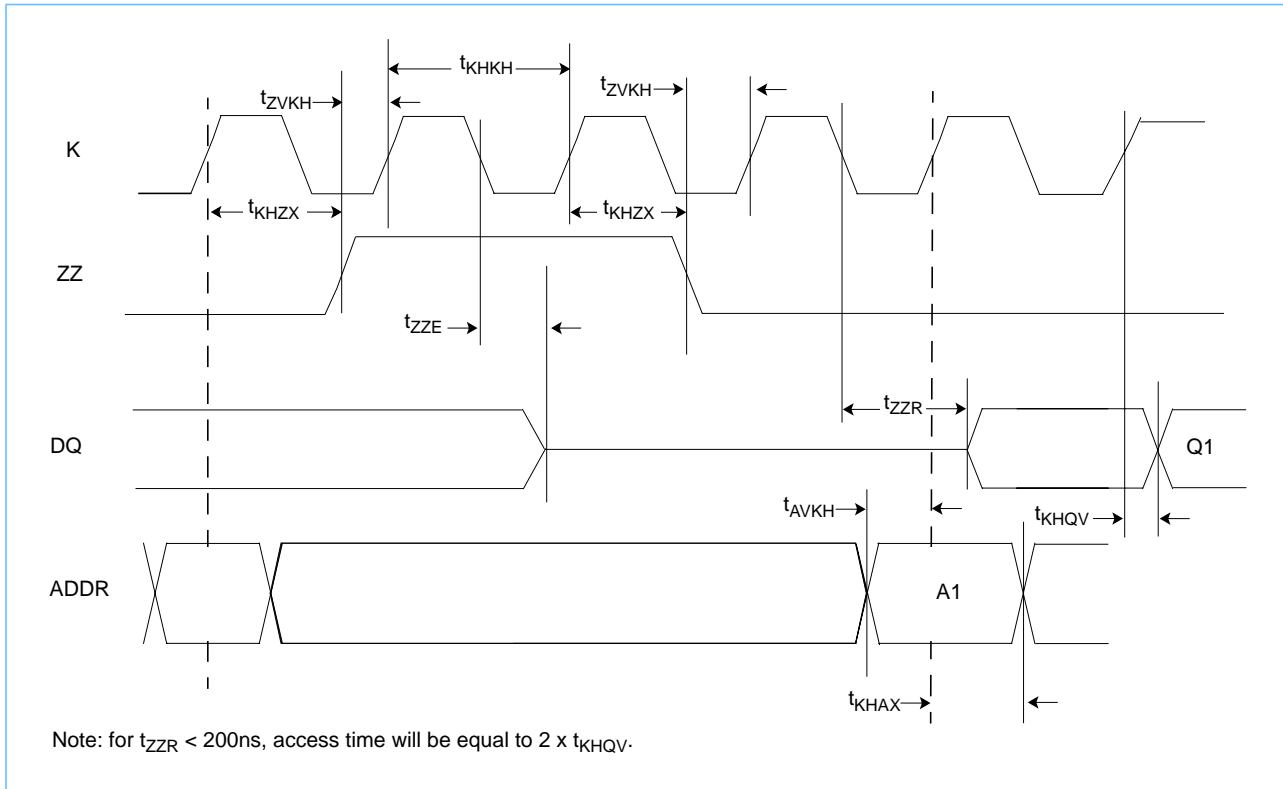 tKHKH
tZVKH
tZVKH
K
tKHZX
tKHZX
ZZ
tZZE
tZZR
DQ
Q1
tAVKH
tKHQV
ADDR
A1
tKHAX
Note: for tZZR < 200ns, access time will be equal to 2 x tKHQV.